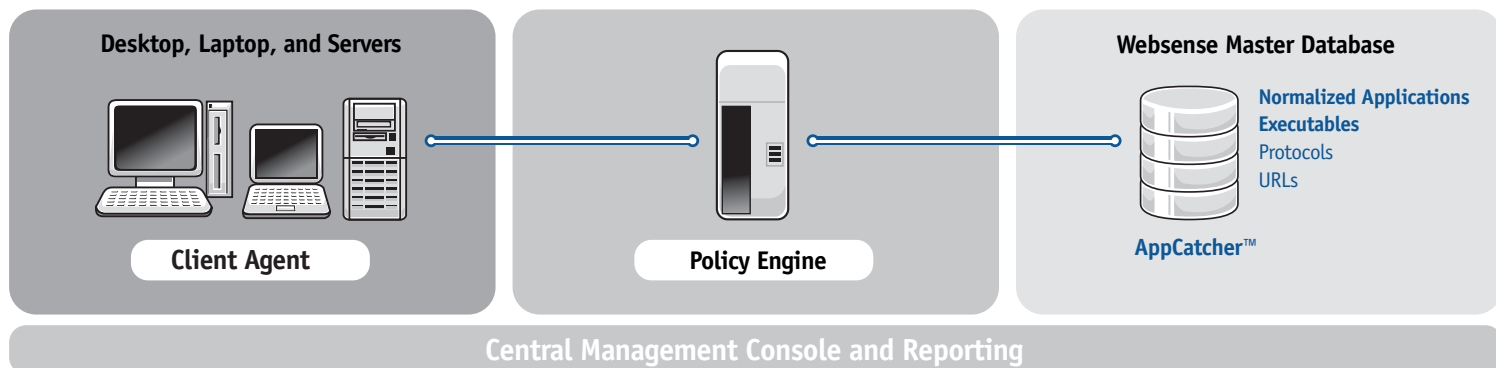 Desktop, Laptop, and Servers
Client Agent
Policy Engine
Websense Master Database
Normalized Applications
Executables
Protocols
URLs
AppCatcher™
Central Management Console and Reporting